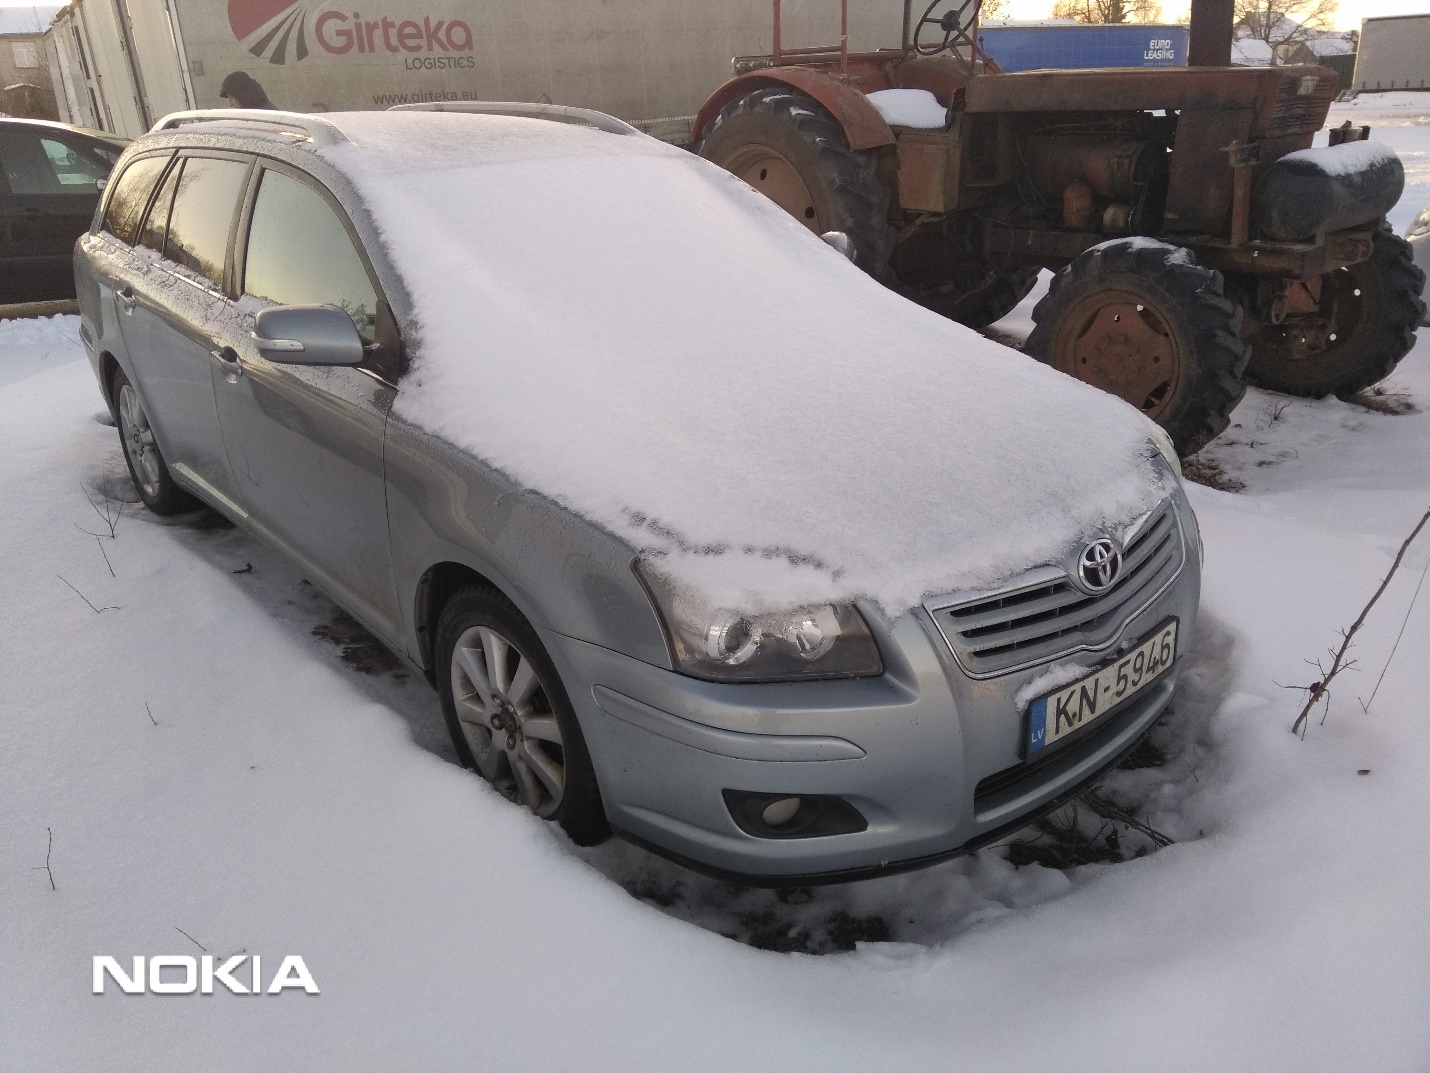 Girteka
LOGISTICS
www.girteka.eu
EURO
LEASING
LV KN-5946
NOKIA